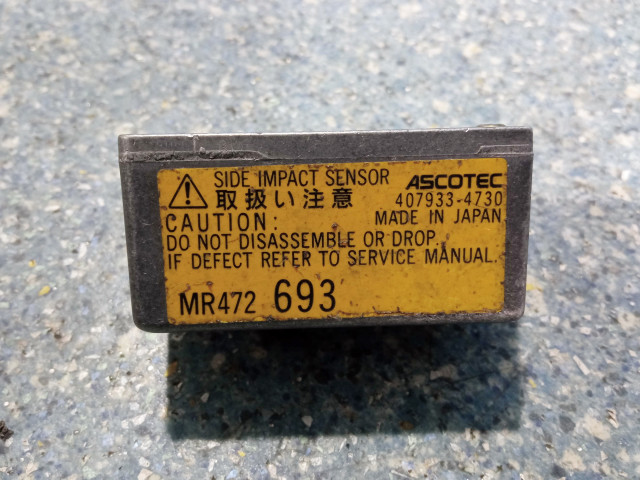 SIDE IMPACT SENSOR ASCOTEC
取扱い注意 407933-4730
CAUTION: MADE IN JAPAN
DO NOT DISASSEMBLE OR DROP.
IF DEFECT REFER TO SERVICE MANUAL.
MR472 693